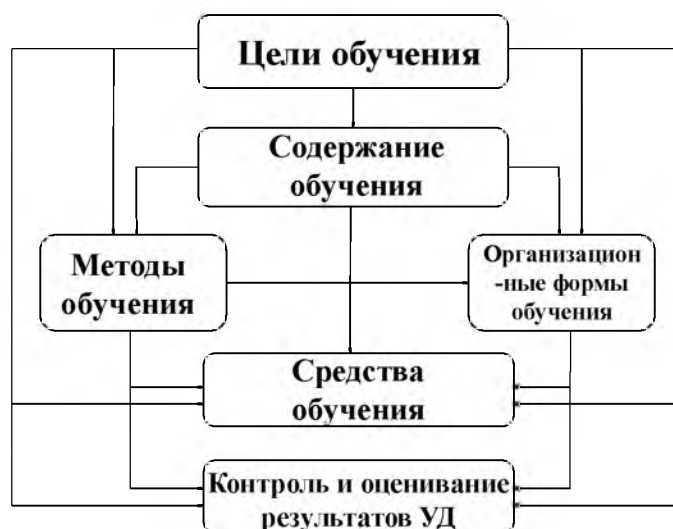 Цели обучения
Содержание
обучения
Методы
обучения
Организацион
-ные формы
обучения
Средства
обучения
Контроль и оценивание
результатов УД